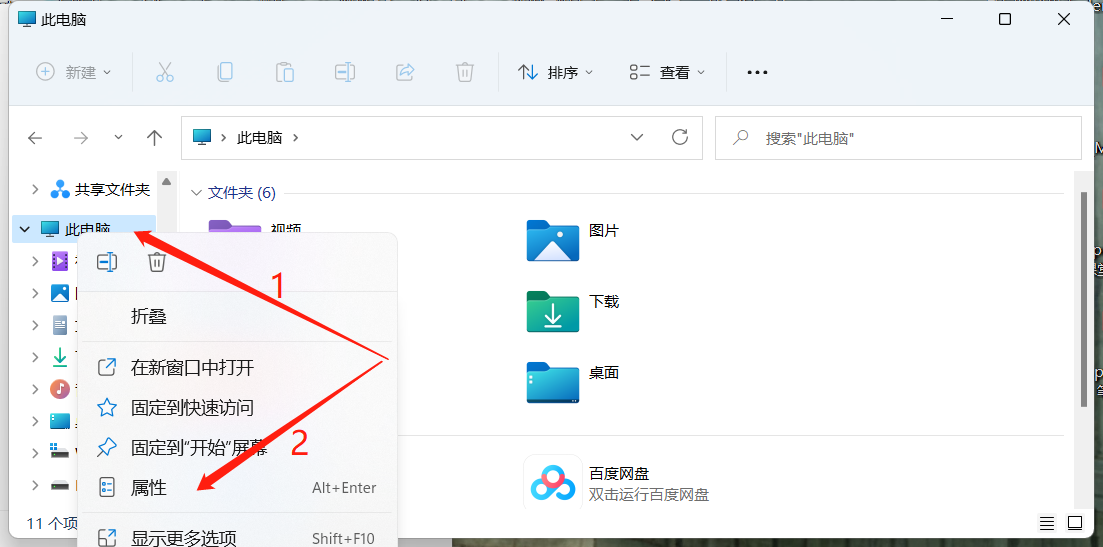 此电脑
新建
排序
查看
此电脑
搜索"此电脑"
共享文件夹
文件夹 (6)
此电脑
视频
图片
1
折叠
下载
在新窗口中打开
桌面
固定到快速访问
固定到"开始"屏幕
2
百度网盘
属性 Alt+Enter
双击运行百度网盘
11 个项
显示更多选项 Shift+F10